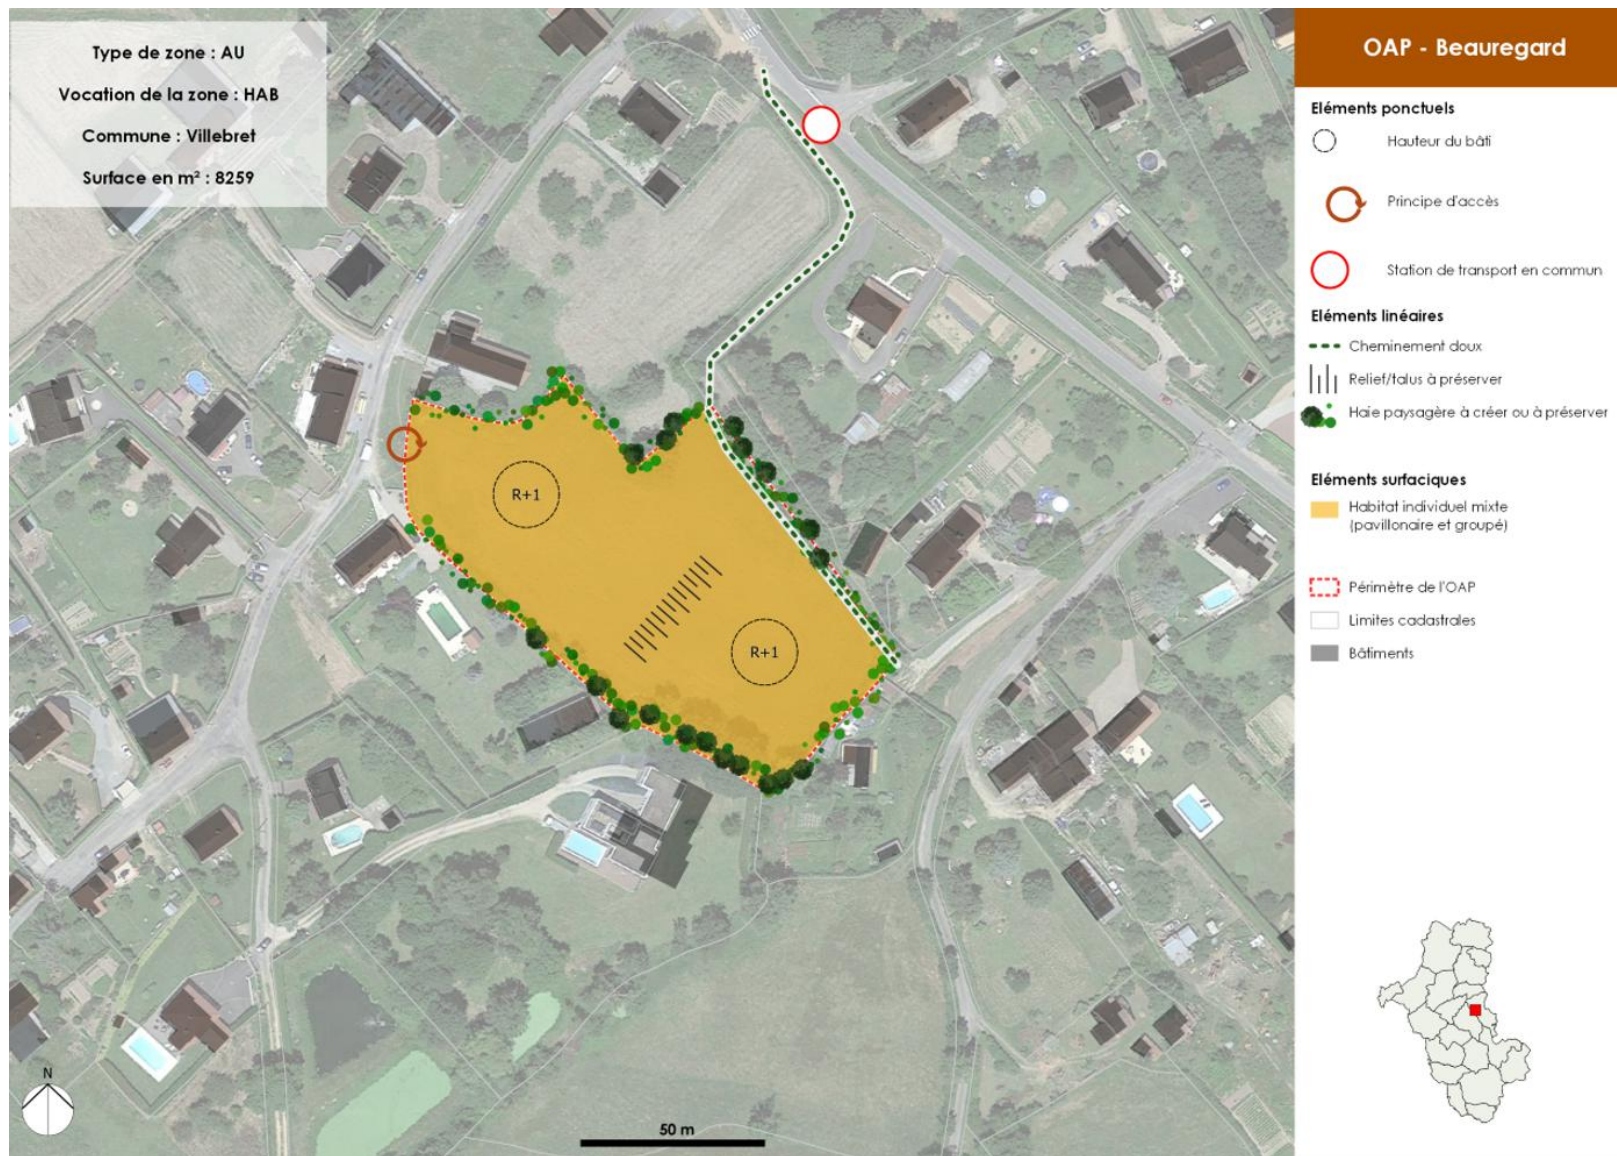 Type de zone : AU
Vocation de la zone : HAB
Commune : Villebret
Surface en m² : 8259
R+1
R+1
N
50 m
OAP - Beauregard
Eléments ponctuels
Hauteur du bâti
Principe d'accès
Station de transport en commun
Eléments linéaires
Cheminement doux
Relief/talus à préserver
Haie paysagère à créer ou à préserver
Eléments surfaciques
Habitat individuel mixte
(pavillonaire et groupé)
Périmètre de l'OAP
Limites cadastrales
Bâtiments